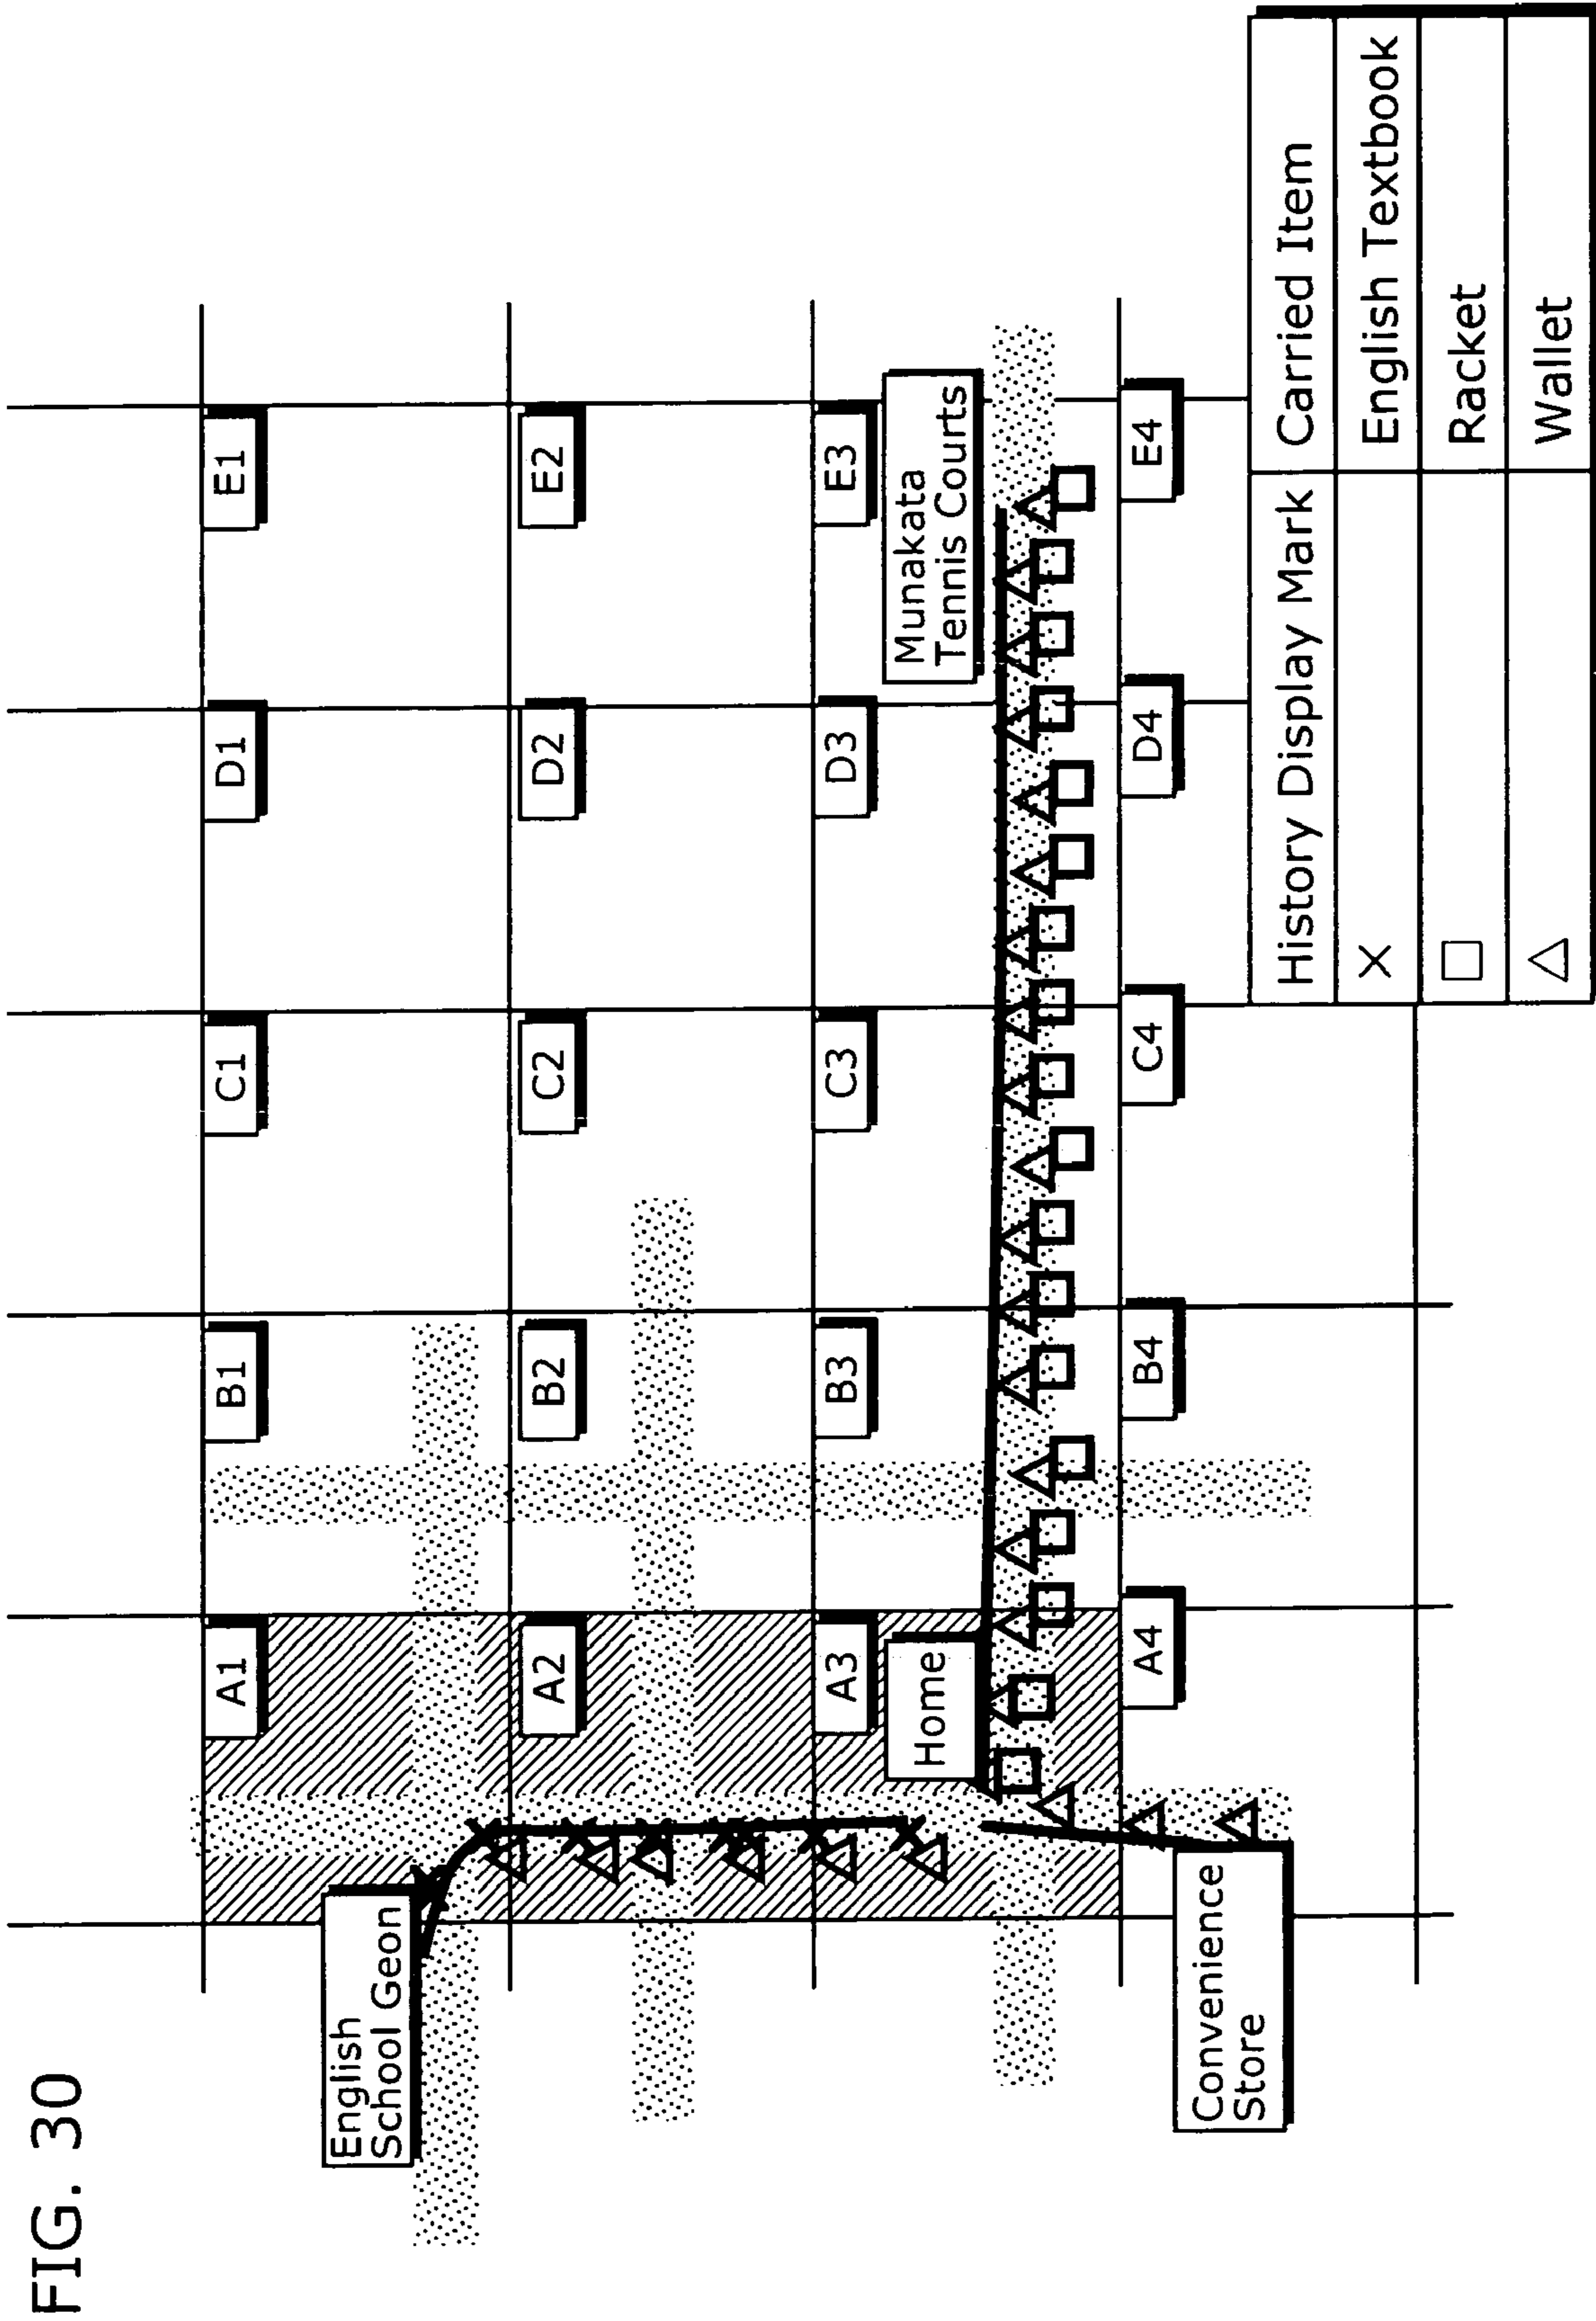 FIG. 30
A1
B1
C1
D1
E1
English
School Geon
A2
B2
C2
D2
E2
A3
B3
C3
D3
E3
Home
Munakata
Tennis Courts
A4
B4
C4
D4
E4
Convenience
Store
History Display Mark
Carried Item
×
English Textbook
□
Racket
△
Wallet